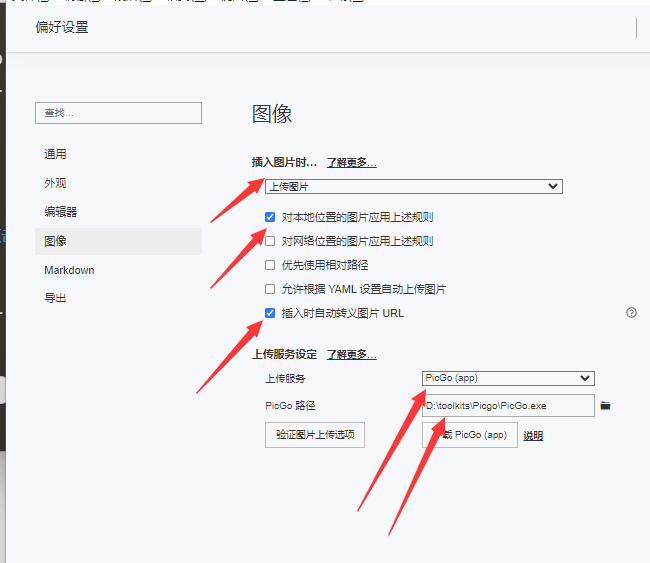 偏好设置
查找...
图像
通用
外观
编辑器
图像
Markdown
导出
插入图片时... 了解更多...
上传图片
对本地位置的图片应用上述规则
对网络位置的图片应用上述规则
优先使用相对路径
允许根据 YAML 设置自动上传图片
插入时自动转义图片 URL
上传服务设定 了解更多...
上传服务 PicGo (app)
PicGo 路径 D:\toolkits\Picgo\PicGo.exe
验证图片上传选项 载 PicGo (app) 说明